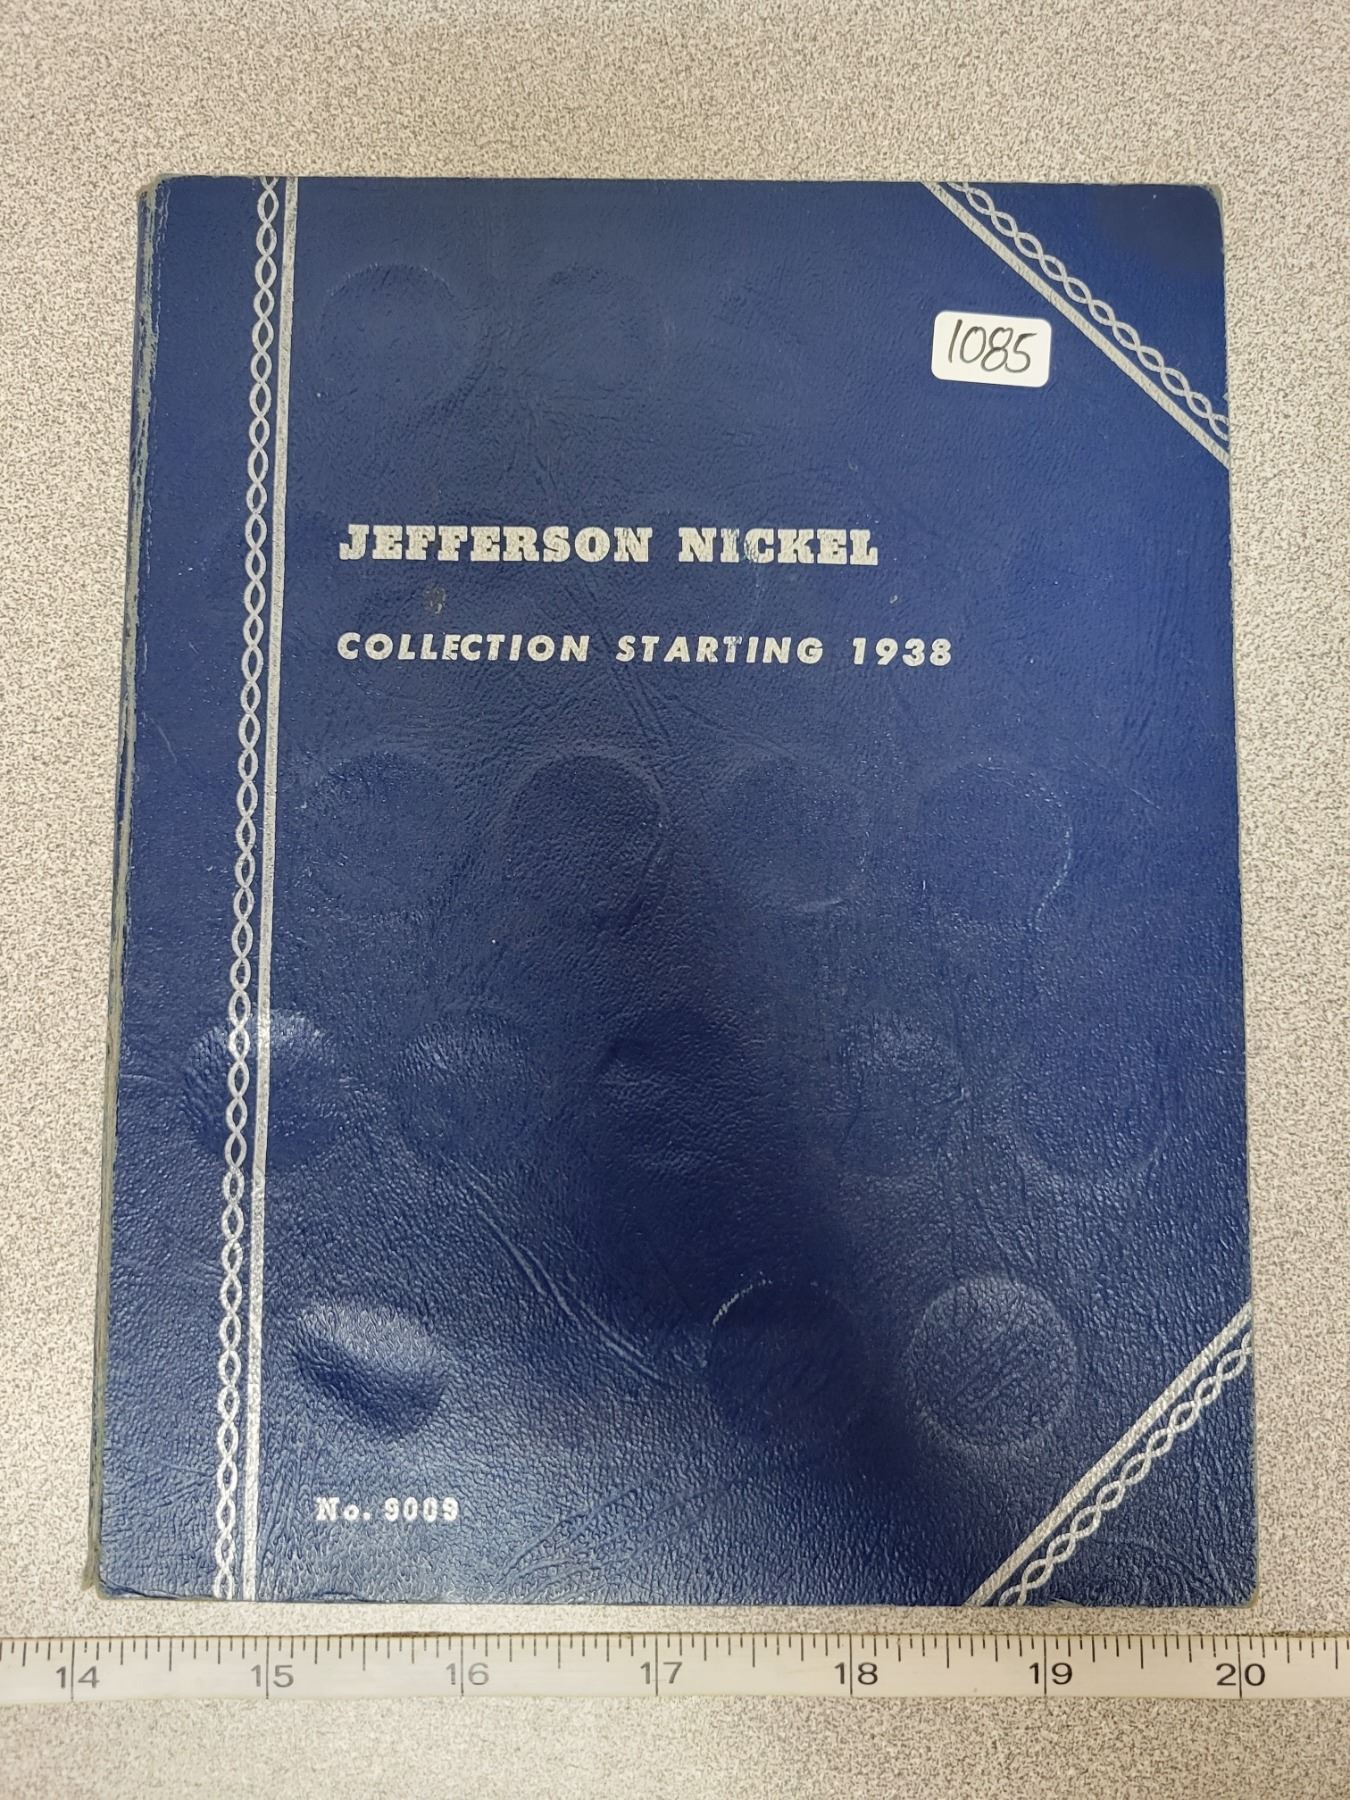 1085
JEFFERSON NICKEL
COLLECTION STARTING 1938
No. 9009
14 15 16 17 18 19 20